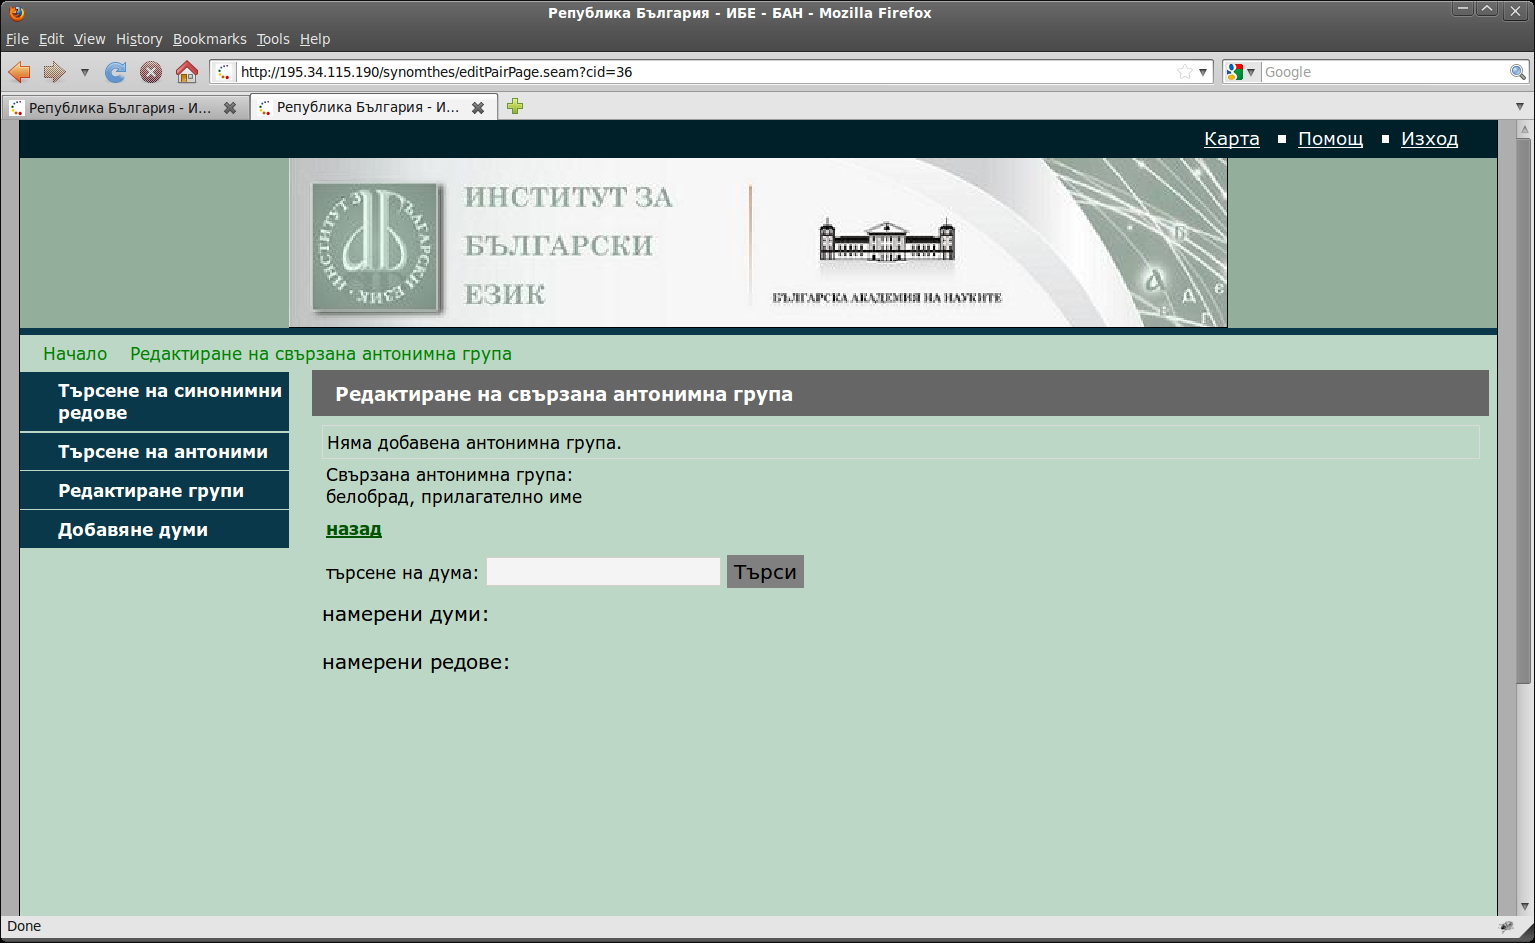 Република България - ИБЕ - БАН - Mozilla Firefox
File Edit View History Bookmarks Tools Help
http://195.34.115.190/synomthes/editPairPage.seam?cid=36
Google
Република България - И...
Република България - И...
Карта Помощ Изход
ИНСТИТУТ ЗА БЪЛГАРСКИ ЕЗИК
ИНСТИТУТ ЗА
БЪЛГАРСКИ
ЕЗИК
БЪЛГАРСКА АКАДЕМИЯ НА НАУКИТЕ
Начало Редактиране на свързана антонимна група
Търсене на синонимни
редове
Търсене на антоними
Редактиране групи
Добавяне думи
Редактиране на свързана антонимна група
Няма добавена антонимна група.
Свързана антонимна група:
белобрад, прилагателно име
назад
търсене на дума: Търси
намерени думи:
намерени редове:
Done